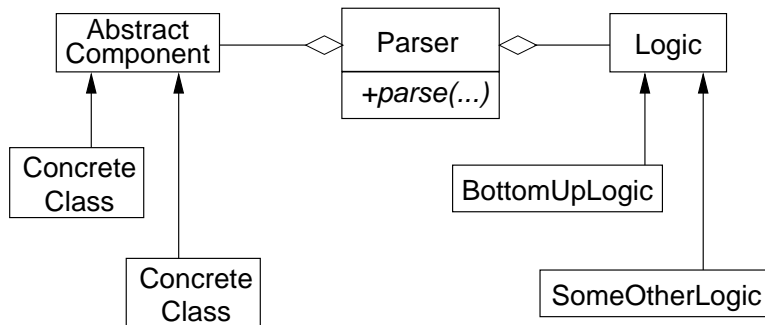 Abstract
Component
Parser
+parse(...)
Logic
Concrete
Class
BottomUpLogic
Concrete
Class
SomeOtherLogic